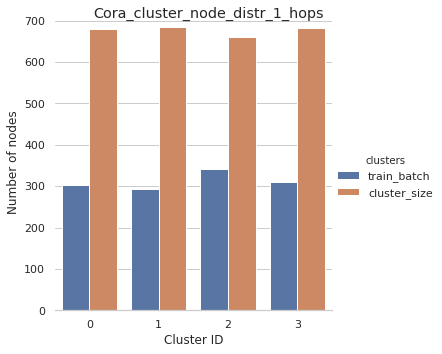 Cora_cluster_node_distr_1_hops
Number of nodes
700
600
500
400
300
200
100
0
0 1 2 3
Cluster ID
clusters
train_batch
cluster_size